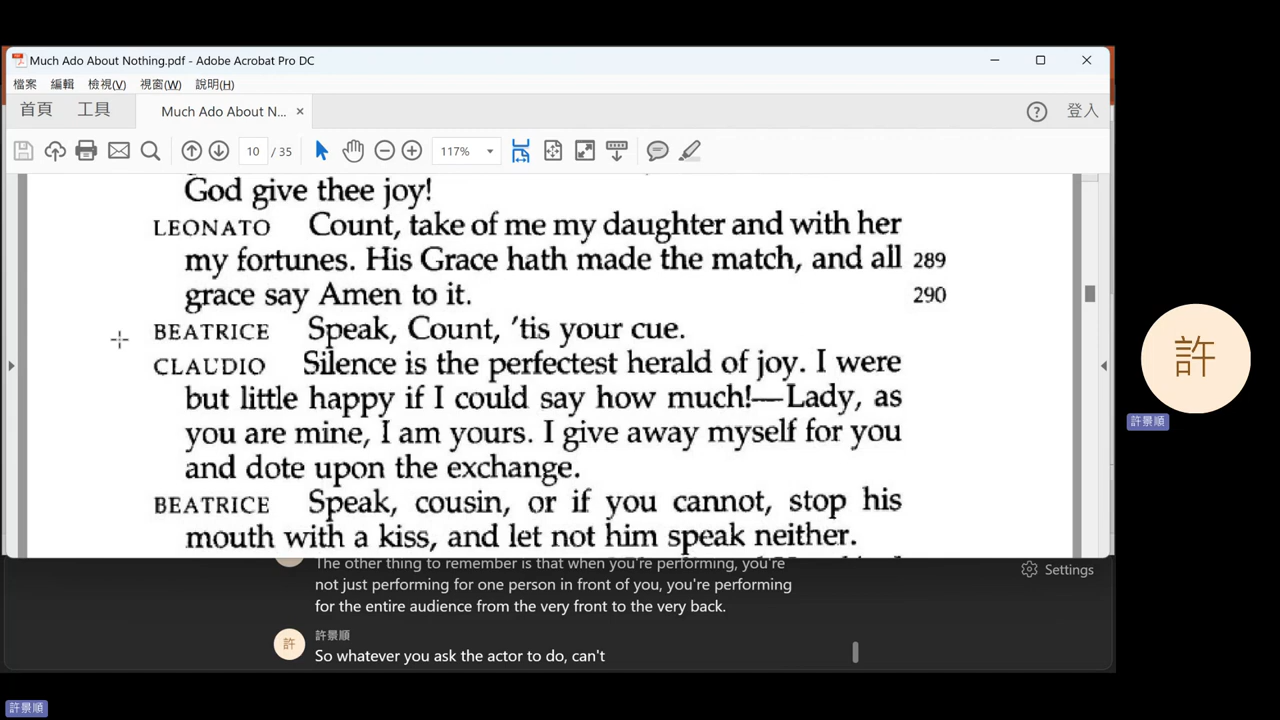 Much Ado About Nothing.pdf - Adobe Acrobat Pro DC
檔案 編輯 檢視(V) 視窗(W) 說明(H)
首頁 工具 Much Ado About N... × ? 登入
10 / 35 117%
God give thee joy!
LEONATO Count, take of me my daughter and with her
my fortunes. His Grace hath made the match, and all 289
grace say Amen to it. 290
BEATRICE Speak, Count, 'tis your cue.
CLAUDIO Silence is the perfectest herald of joy. I were
but little happy if I could say how much!—Lady, as
you are mine, I am yours. I give away myself for you
and dote upon the exchange.
BEATRICE Speak, cousin, or if you cannot, stop his
mouth with a kiss, and let not him speak neither.
The other thing to remember is that when you're performing, you're
not just performing for one person in front of you, you're performing
for the entire audience from the very front to the very back.
Settings
許 許景順
So whatever you ask the actor to do, can't
許
許景順
許景順